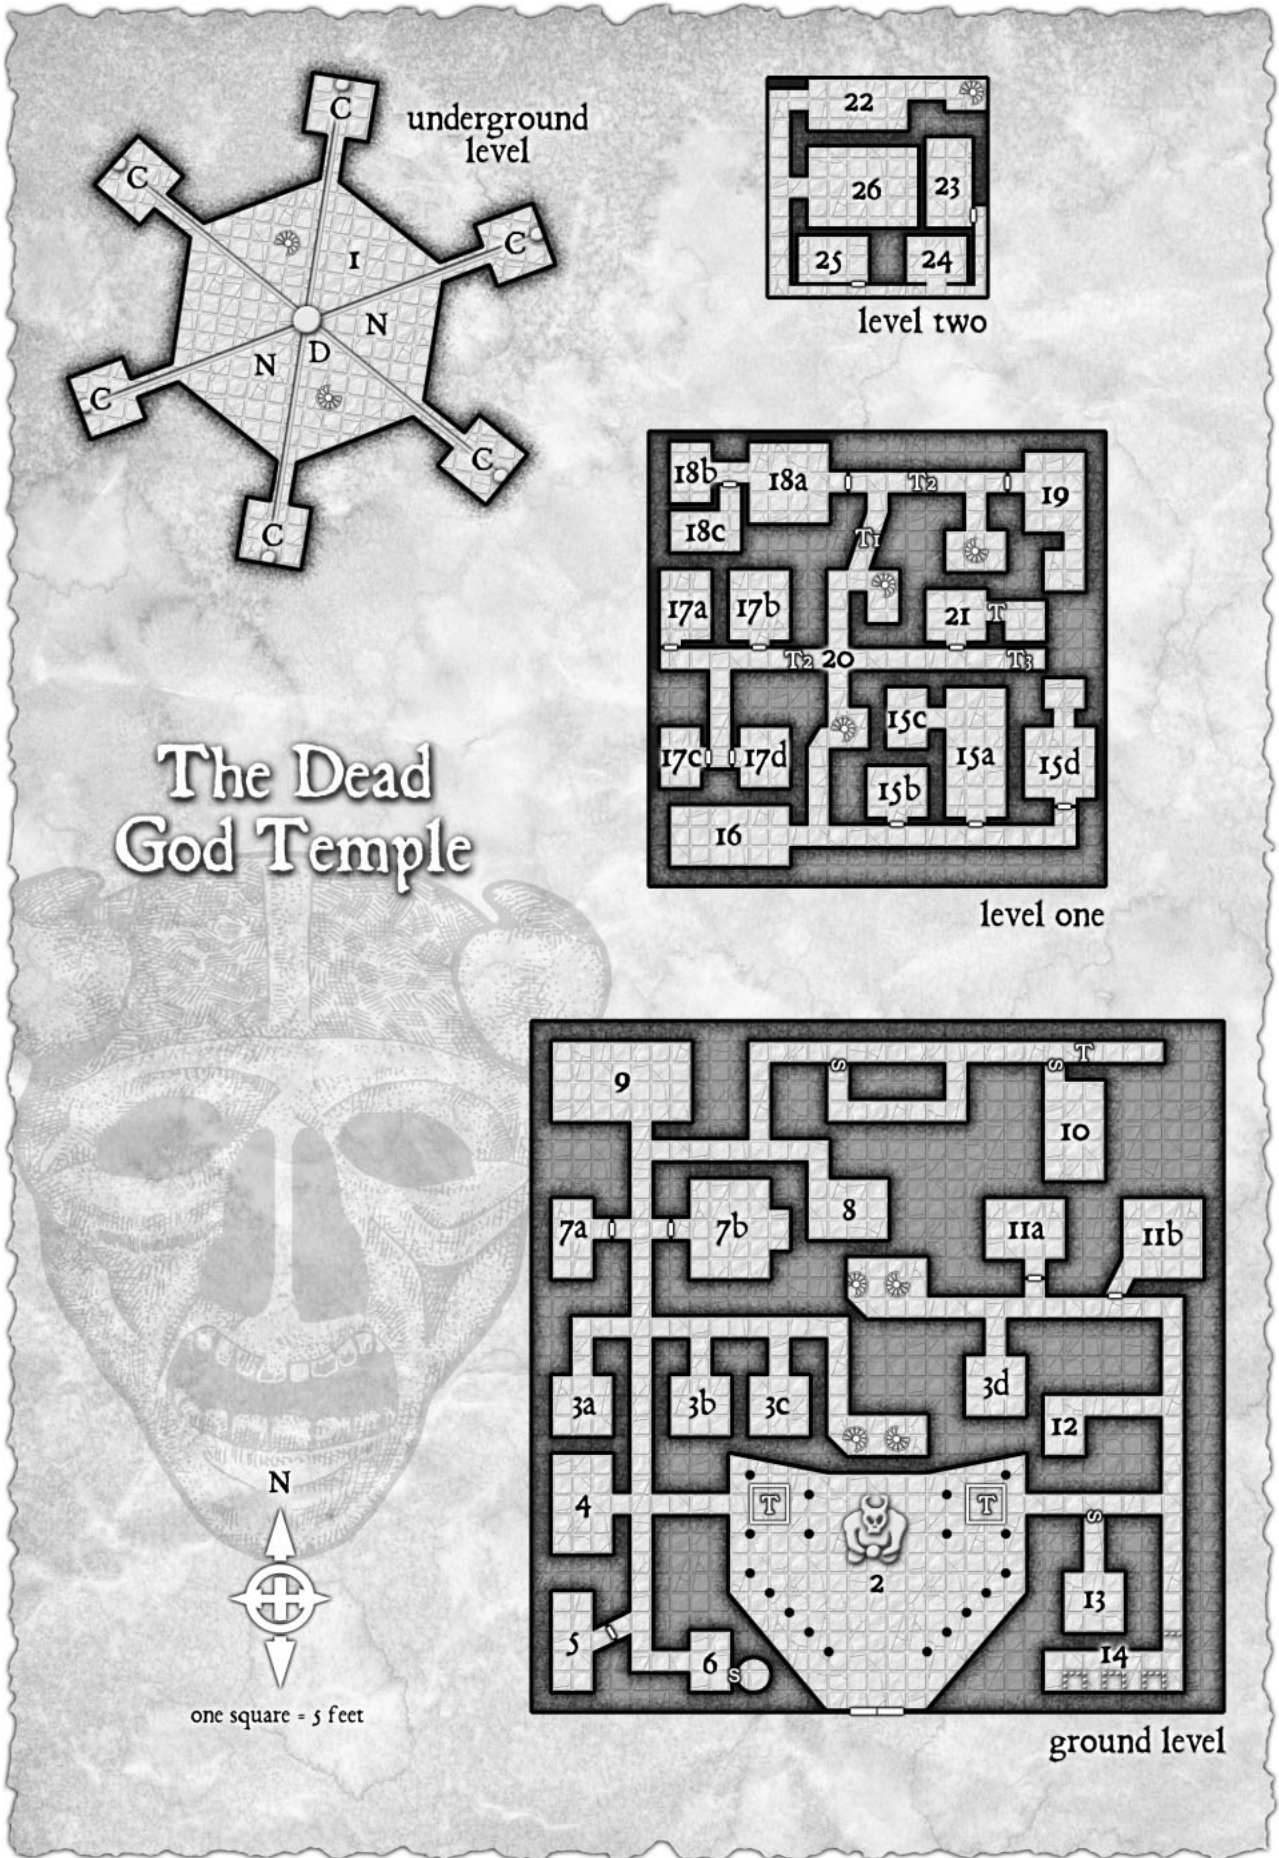 C
underground
level
C
C
I
N
N
D
C
C
C
22
26
23
25
24
level two
18b
18a
T2
19
18c
T1
17a
17b
21
T
T2
20
T3
15c
17c
17d
15a
15d
15b
16
level one
The Dead
God Temple
9
S
S
T
10
7a
7b
8
11a
11b
3a
3b
3c
3d
12
N
4
T
T
S
2
13
5
6
S
14
one square = 5 feet
ground level